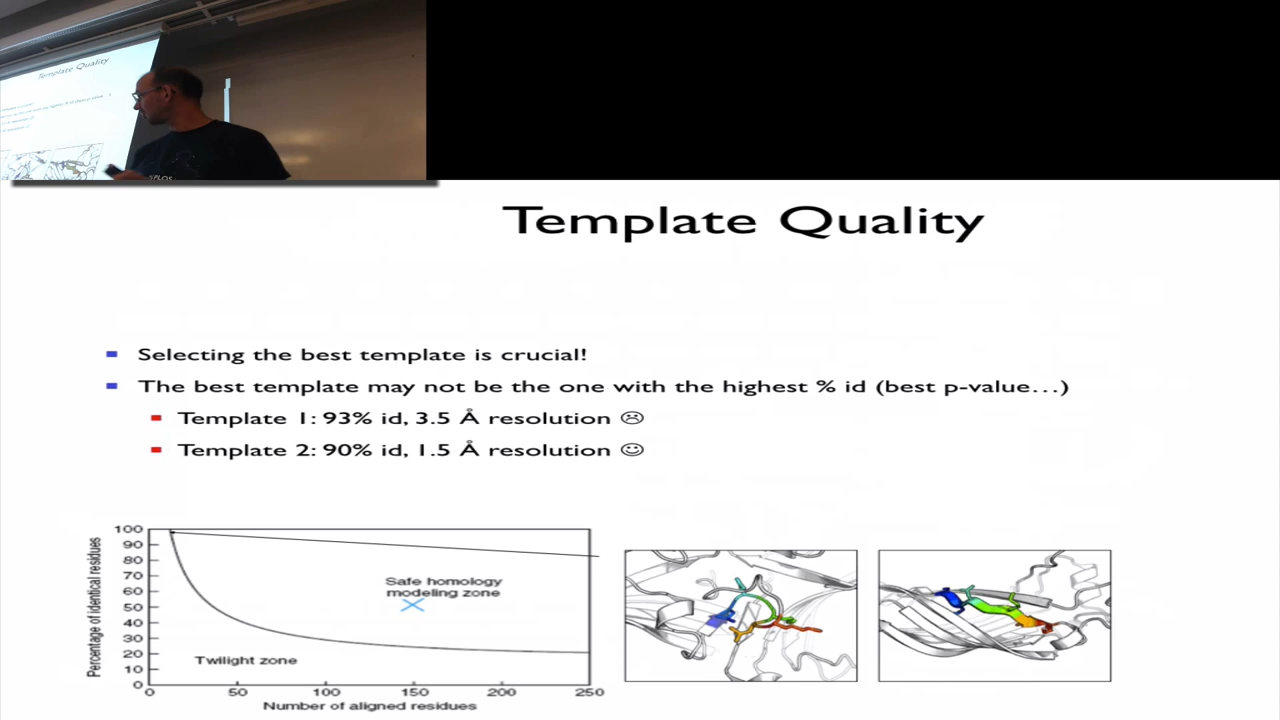 Template Quality
Template Quality
Selecting the best template is crucial!
The best template may not be the one with the highest % id (best p-value…)
Template 1: 93% id, 3.5 Å resolution ☹
Template 2: 90% id, 1.5 Å resolution ☺
Percentage of identical residues
100
90
80
70
60
50
40
30
20
10
0
Safe homology
modeling zone
Twilight zone
0 50 100 150 200 250
Number of aligned residues